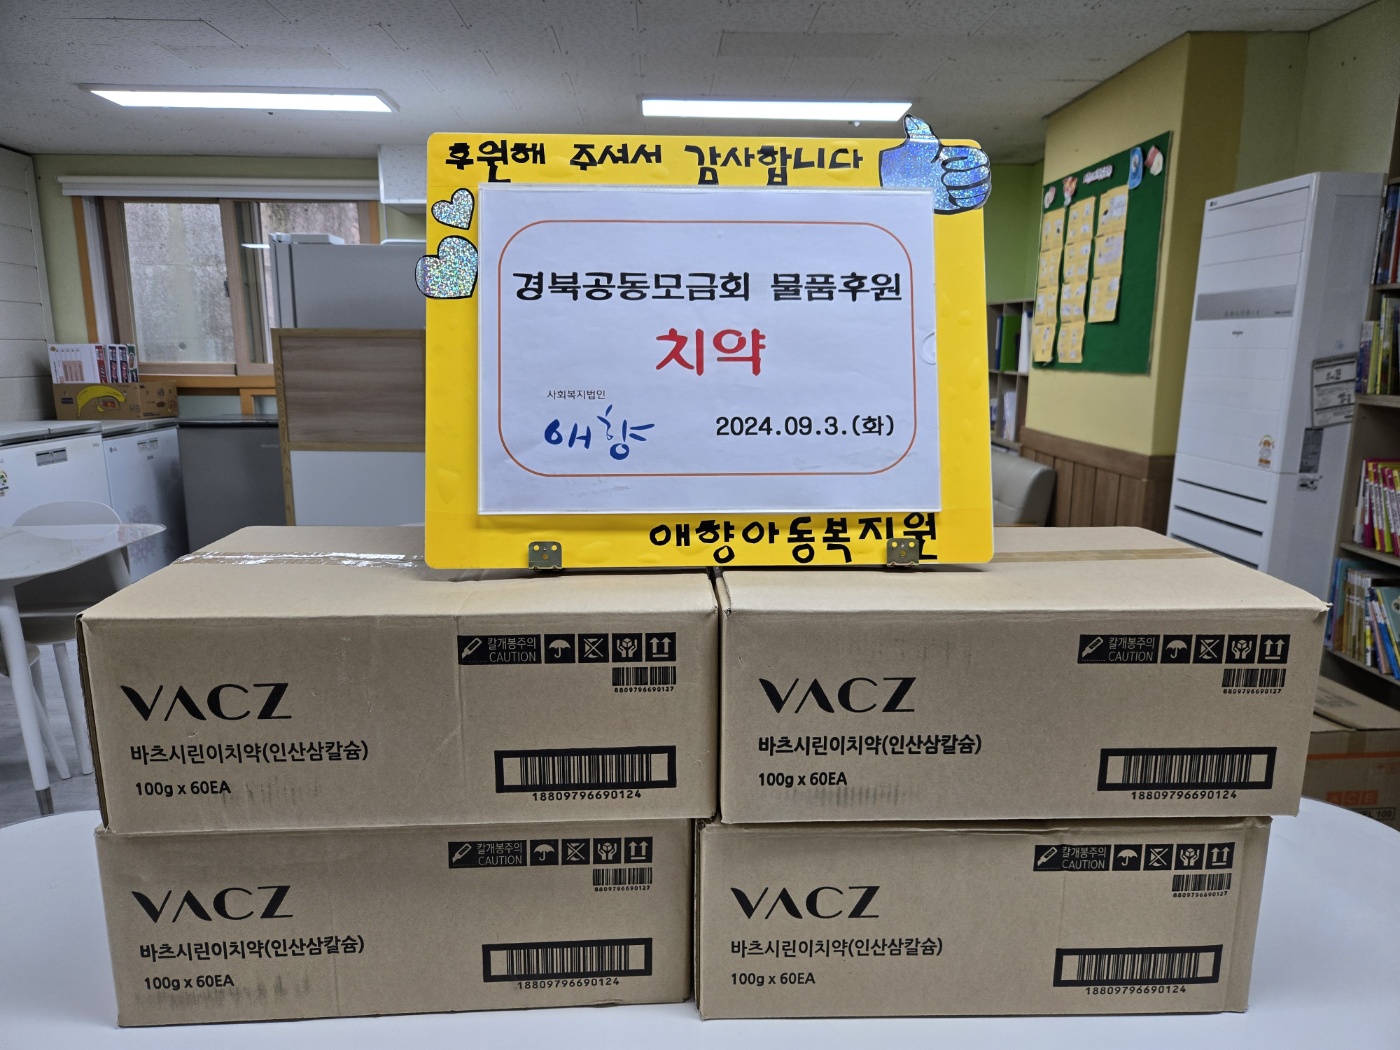 후원해 주셔서 감사합니다
경북공동모금회 물품후원
치약
사회복지법인
애향
2024.09.3.(화)
애향아동복지원
칼개봉주의
CAUTION
8809796690127
VACZ
바츠시린이치약(인산삼칼슘)
100g x 60EA
18809796690124
칼개봉주의
CAUTION
8809796690127
VACZ
바츠시린이치약(인산삼칼슘)
100g x 60EA
18809796690124
칼개봉주의
CAUTION
8809796690127
VACZ
바츠시린이치약(인산삼칼슘)
100g x 60EA
18809796690124
칼개봉주의
CAUTION
8809796690127
VACZ
바츠시린이치약(인산삼칼슘)
100g x 60EA
18809796690124